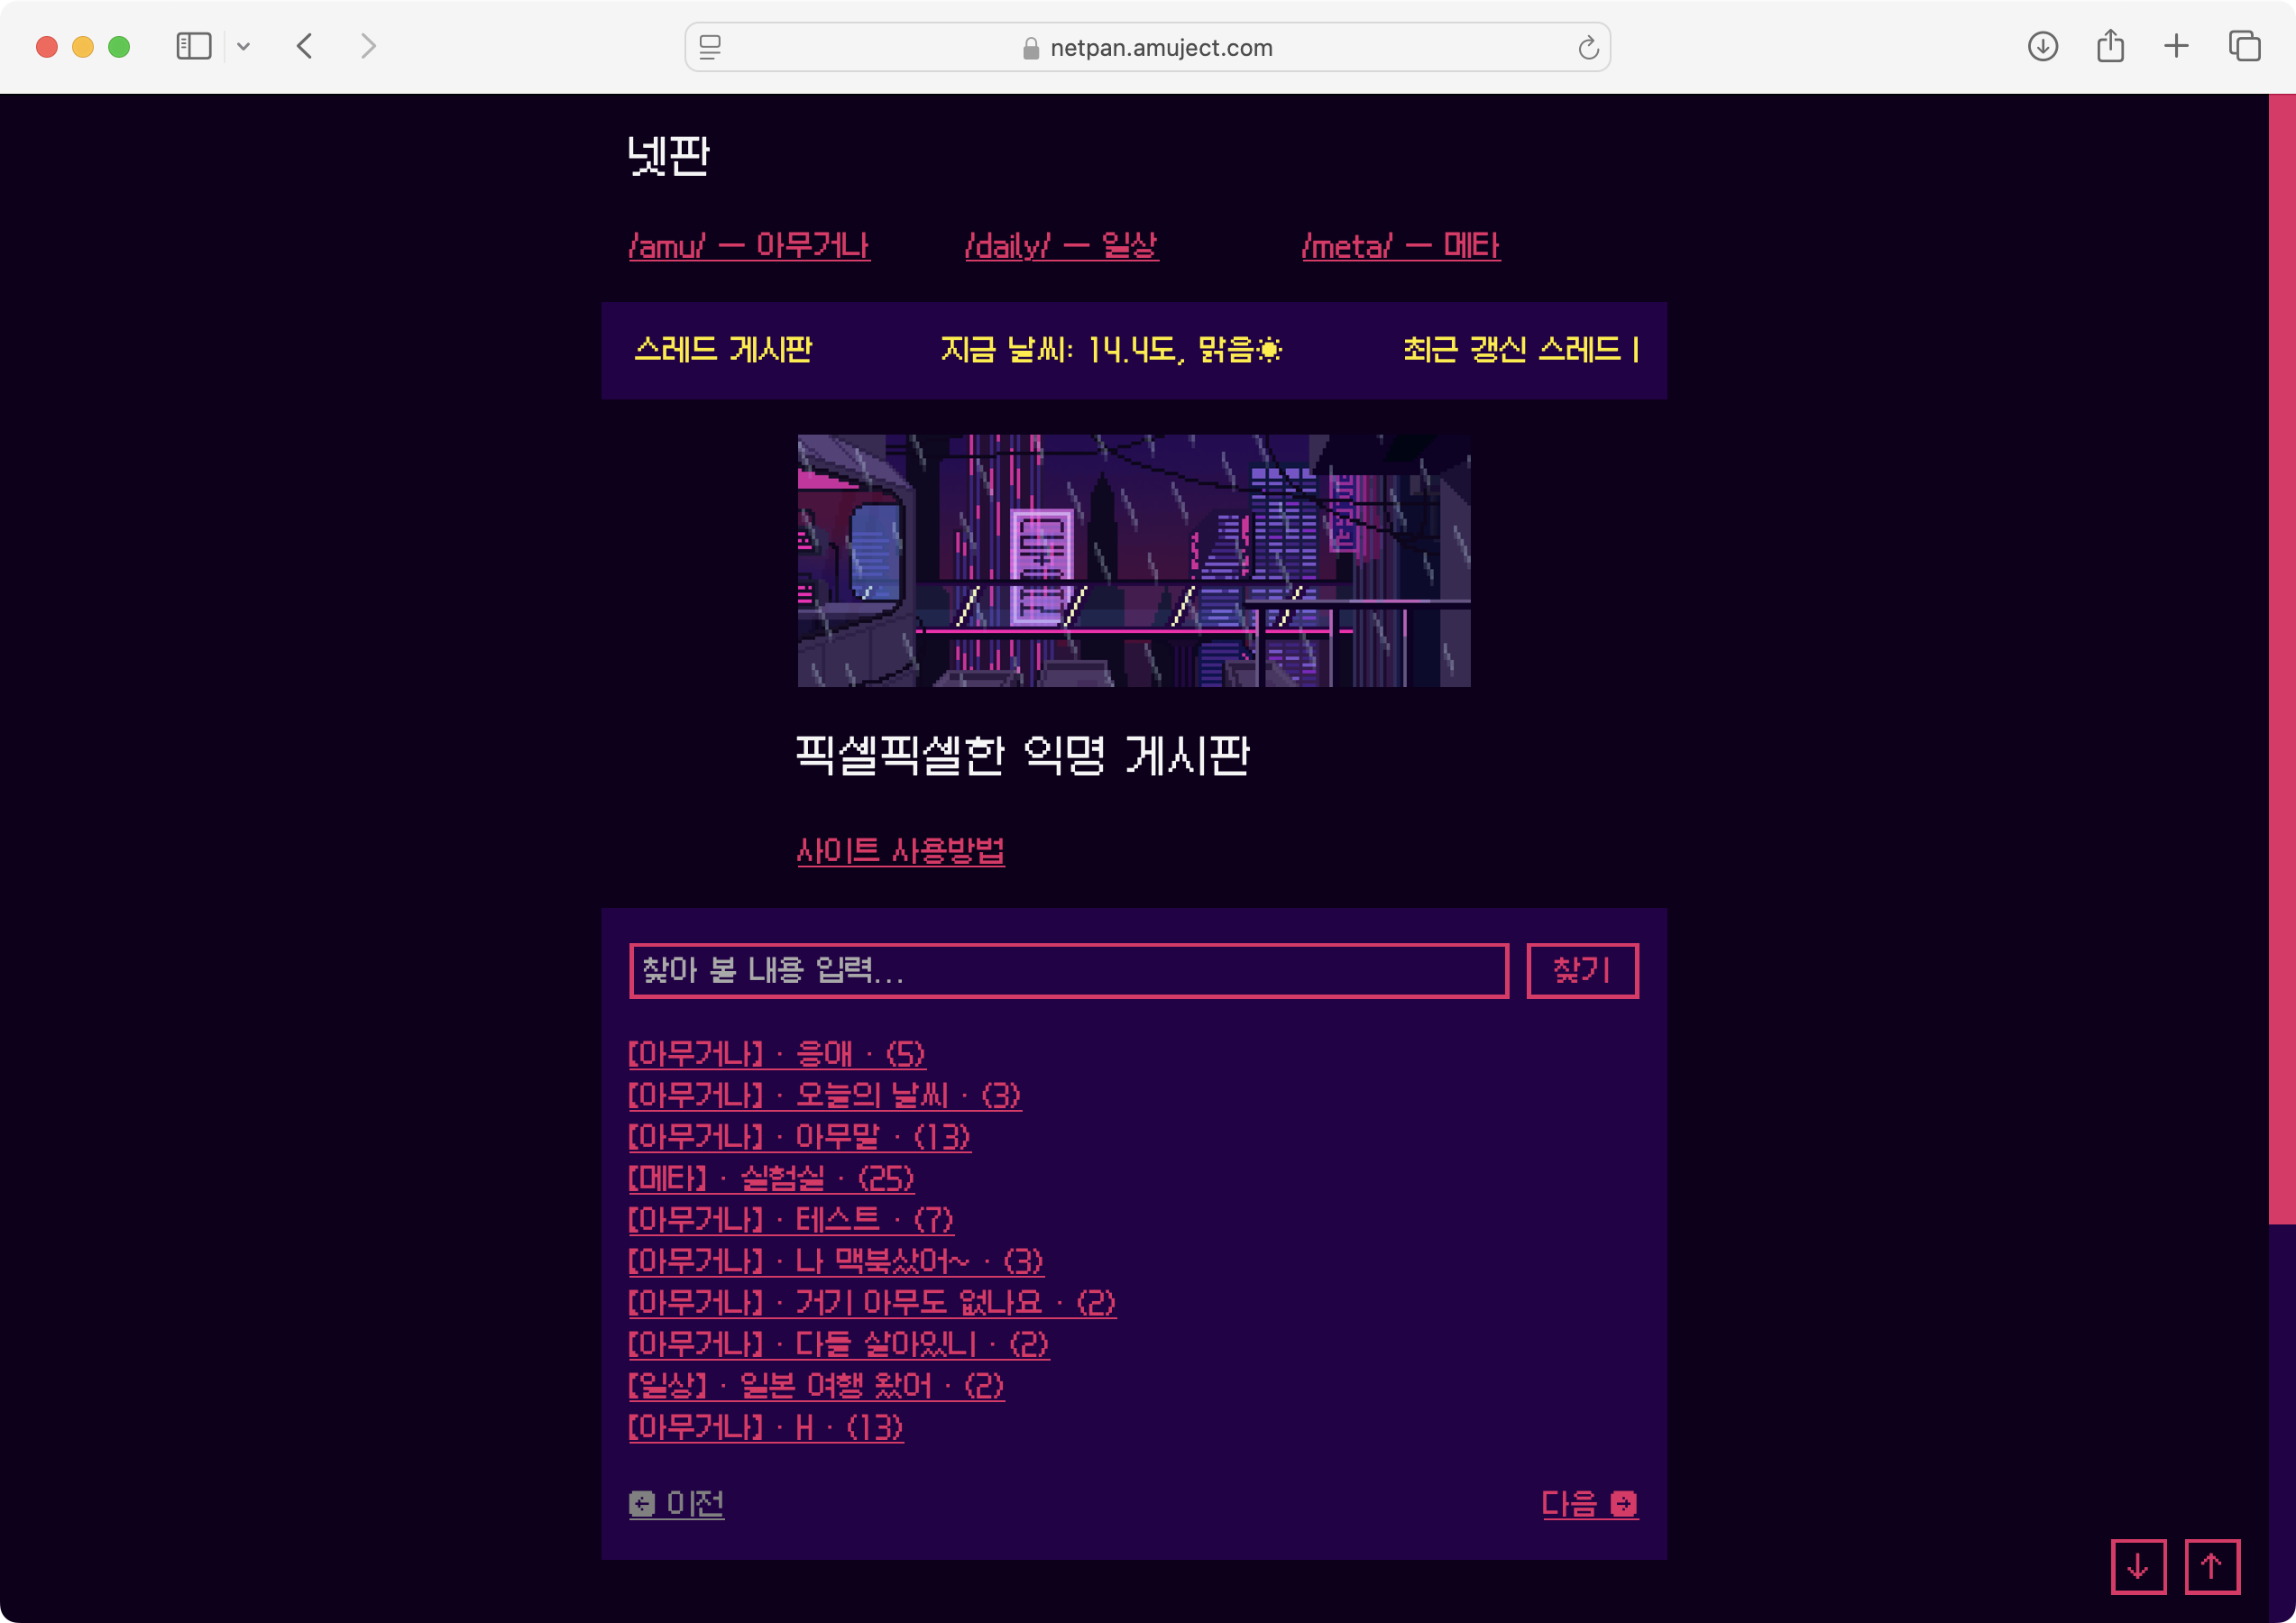 netpan.amuject.com
넷판
/amu/ — 아무거나 /daily/ — 일상 /meta/ — 메타
스레드 게시판 지금 날씨: 14.4도, 맑음☀ 최근 갱신 스레드 |
픽셀픽셀한 익명 게시판
사이트 사용방법
찾아 볼 내용 입력... 찾기
[아무거나] · 응애 · (5)
[아무거나] · 오늘의 날씨 · (3)
[아무거나] · 아무말 · (13)
[메타] · 실험실 · (25)
[아무거나] · 테스트 · (7)
[아무거나] · 나 맥북샀어~ · (3)
[아무거나] · 거기 아무도 없나요 · (2)
[아무거나] · 다들 살아있니 · (2)
[일상] · 일본 여행 왔어 · (2)
[아무거나] · H · (13)
← 이전 다음 →
↓ ↑